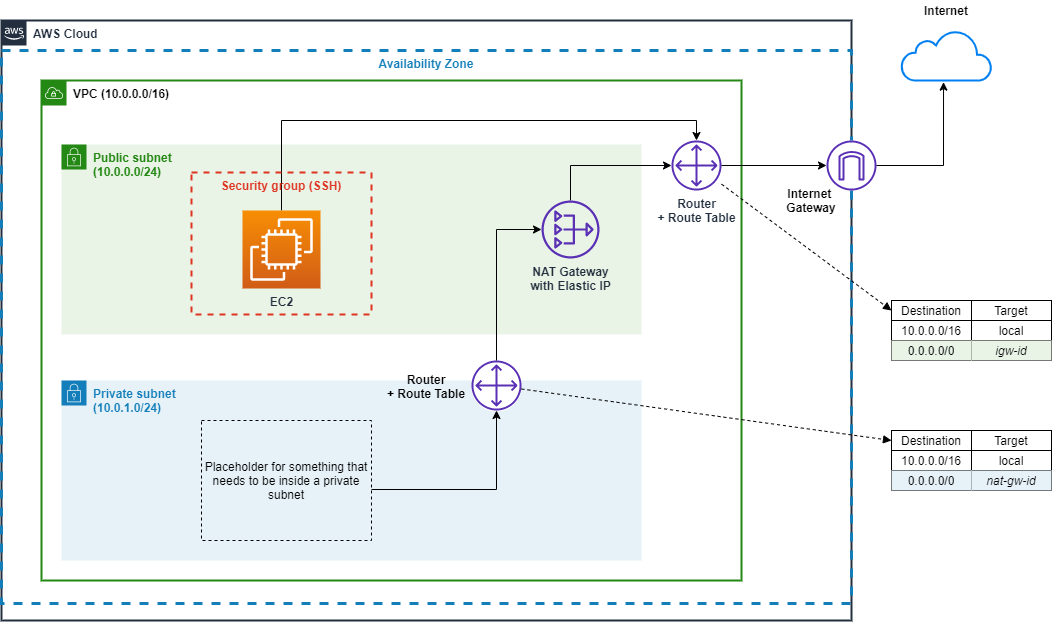 Internet
aws
AWS Cloud
Availability Zone
VPC (10.0.0.0/16)
Public subnet
(10.0.0.0/24)
Security group (SSH)
EC2
NAT Gateway
with Elastic IP
Router
+ Route Table
Internet
Gateway
Destination Target
10.0.0.0/16 local
0.0.0.0/0 igw-id
Private subnet
(10.0.1.0/24)
Router
+ Route Table
Placeholder for something that
needs to be inside a private
subnet
Destination Target
10.0.0.0/16 local
0.0.0.0/0 nat-gw-id